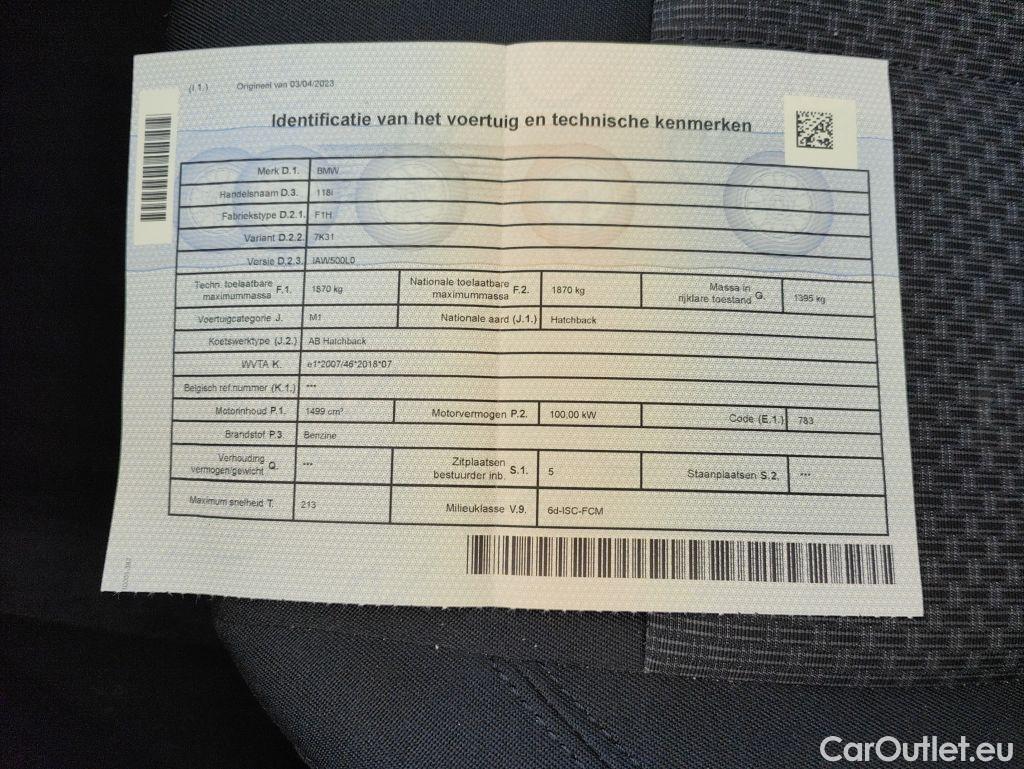 (I.1.) Origineel van 03/04/2023
Identificatie van het voertuig en technische kenmerken
Merk D.1. BMW
Handelsnaam D.3. 118i
Fabriekstype D.2.1. F1H
Variant D.2.2. 7K31
Versie D.2.3. IAW500L0
Techn. toelaatbare maximummassa F.1. 1870 kg Nationale toelaatbare maximummassa F.2. 1870 kg Massa in rijklare toestand G. 1395 kg
Voertuigcategorie J. M1 Nationale aard (J.1.) Hatchback
Koetswerktype (J.2.) AB Hatchback
WVTA K. e1*2007/46*2018*07
Belgisch ref.nummer (K.1.) ***
Motorinhoud P.1. 1499 cm³ Motorvermogen P.2. 100,00 kW Code (E.1.) 783
Brandstof P.3. Benzine
Verhouding vermogen/gewicht Q. *** Zitplaatsen bestuurder inb. S.1. 5 Staanplaatsen S.2. ***
Maximum snelheid T. 213 Milieuklasse V.9. 6d-ISC-FCM
CarOutlet.eu